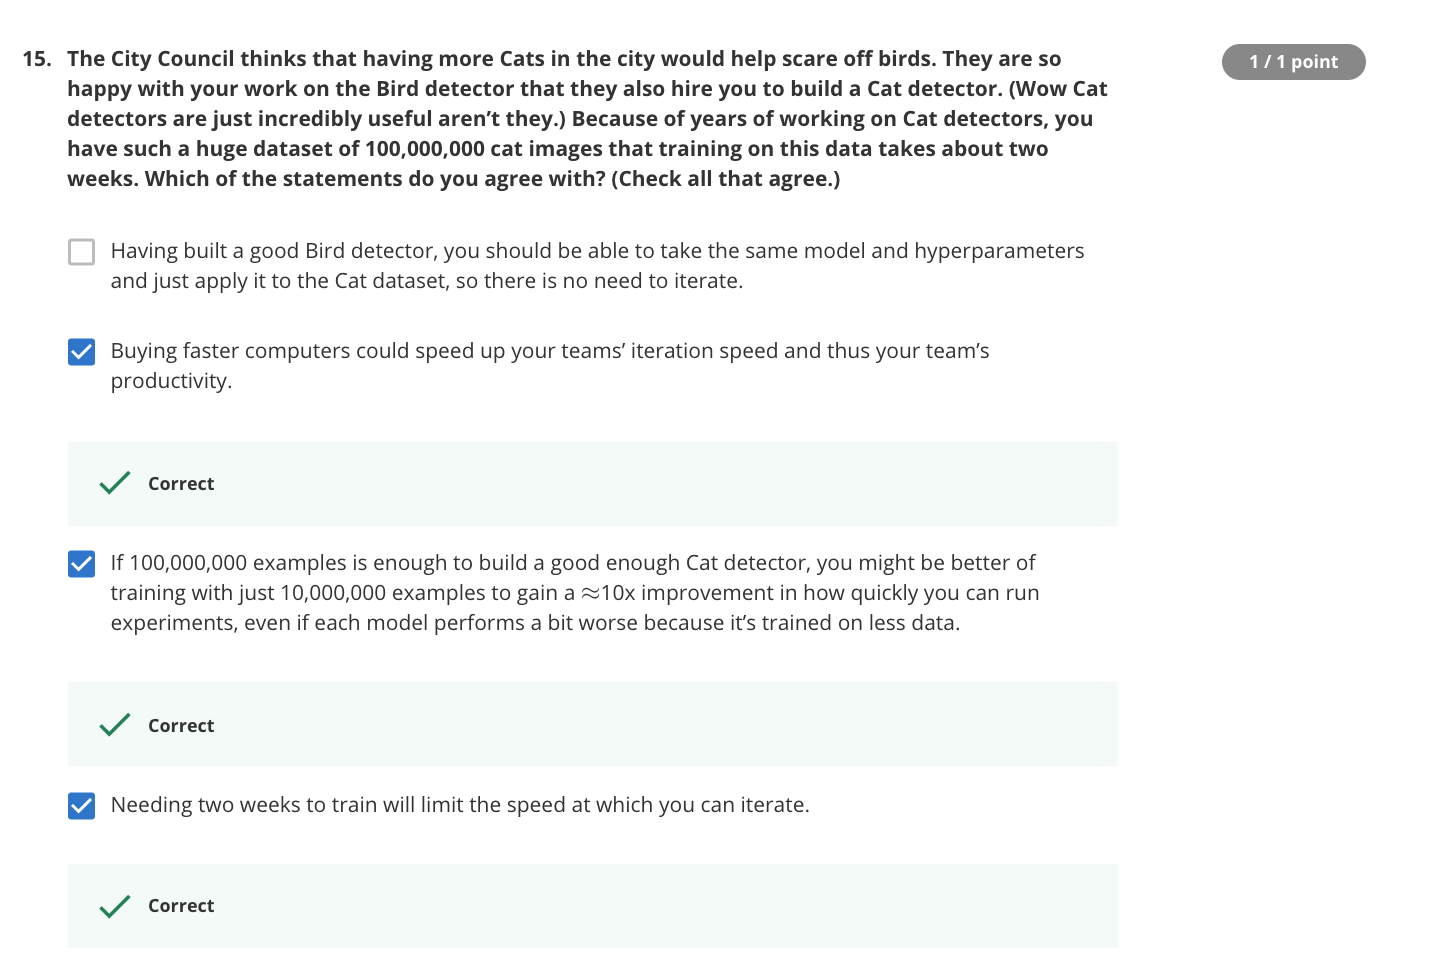 15. The City Council thinks that having more Cats in the city would help scare off birds. They are so
1 / 1 point
happy with your work on the Bird detector that they also hire you to build a Cat detector. (Wow Cat
detectors are just incredibly useful aren’t they.) Because of years of working on Cat detectors, you
have such a huge dataset of 100,000,000 cat images that training on this data takes about two
weeks. Which of the statements do you agree with? (Check all that agree.)
Having built a good Bird detector, you should be able to take the same model and hyperparameters
and just apply it to the Cat dataset, so there is no need to iterate.
Buying faster computers could speed up your teams’ iteration speed and thus your team’s
productivity.
Correct
If 100,000,000 examples is enough to build a good enough Cat detector, you might be better of
training with just 10,000,000 examples to gain a ≈10x improvement in how quickly you can run
experiments, even if each model performs a bit worse because it’s trained on less data.
Correct
Needing two weeks to train will limit the speed at which you can iterate.
Correct